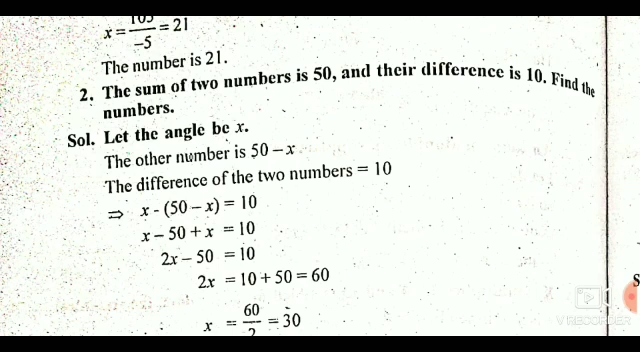 x = 105/-5 = 21
The number is 21.
2. The sum of two numbers is 50, and their difference is 10. Find the
numbers.
Sol. Let the angle be x.
The other number is 50 – x
The difference of the two numbers = 10
⇒ x - (50 – x) = 10
x – 50 + x = 10
2x – 50 = 10
2x = 10 + 50 = 60
x = 60/2 = 30
S
V RECORDER